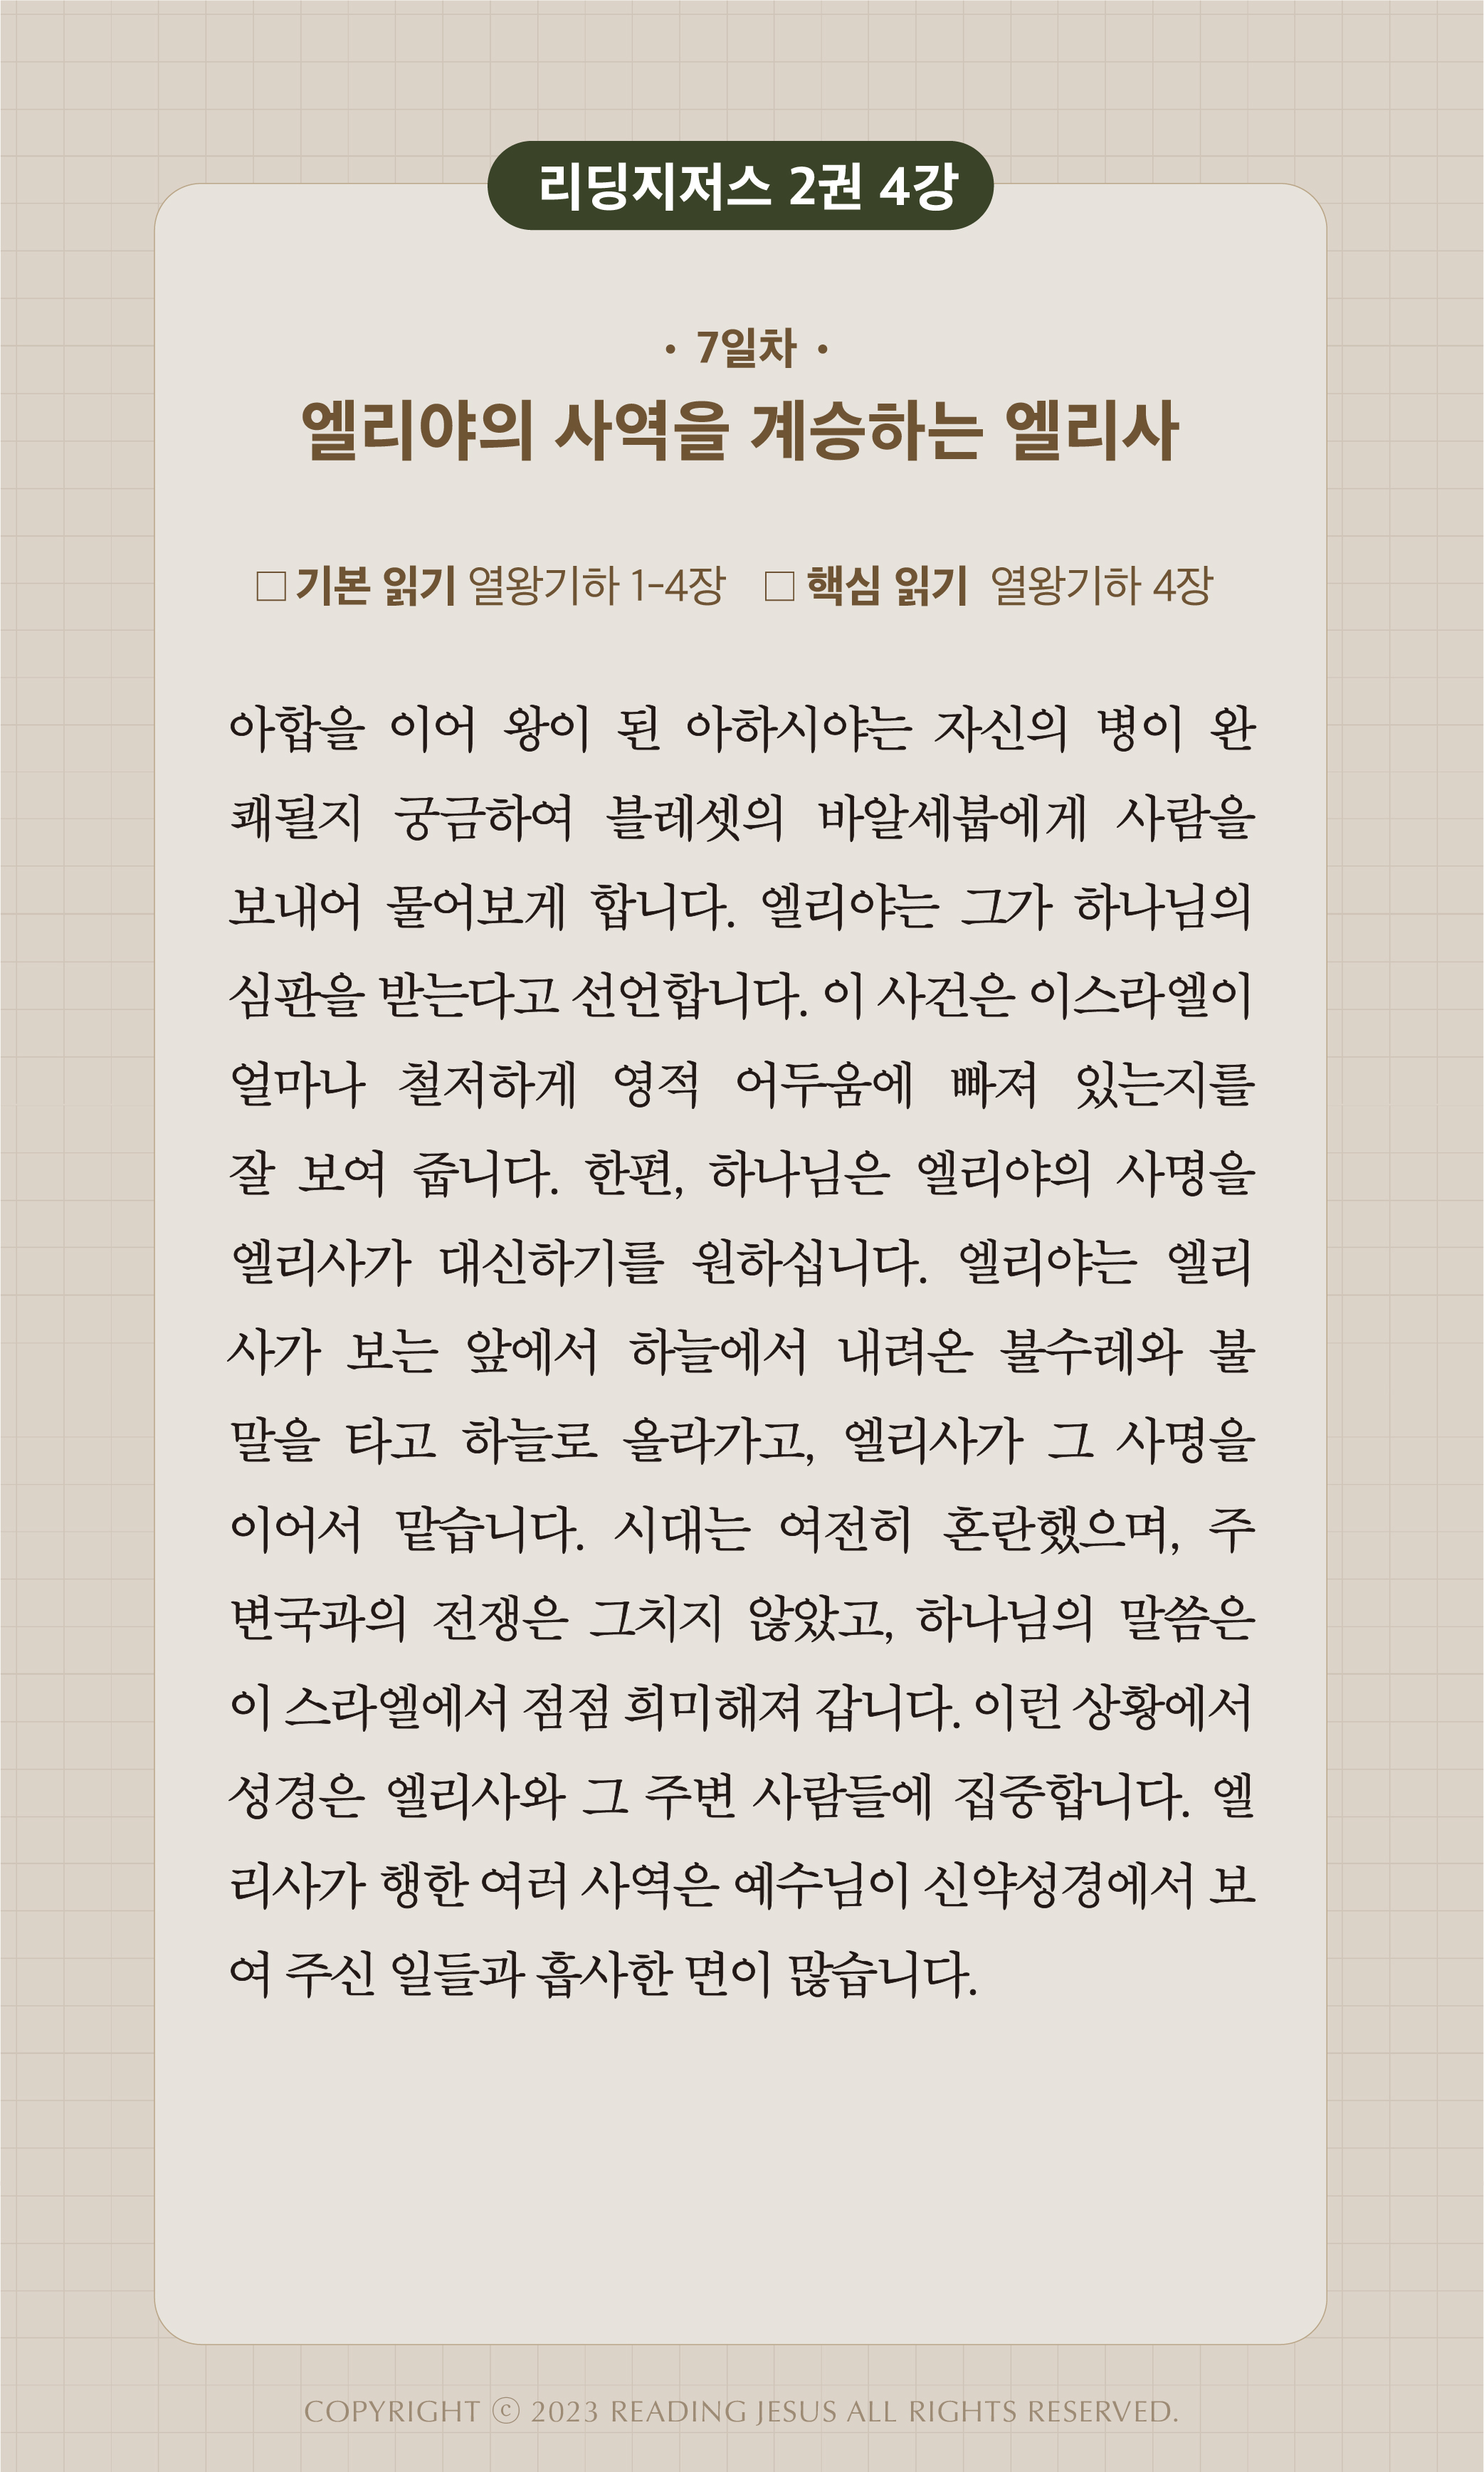 리딩지저스 2권 4강
· 7일차 ·
엘리야의 사역을 계승하는 엘리사
□ 기본 읽기 열왕기하 1-4장 □ 핵심 읽기 열왕기하 4장
아합을 이어 왕이 된 아하시야는 자신의 병이 완
쾌될지 궁금하여 블레셋의 바알세붑에게 사람을
보내어 물어보게 합니다. 엘리야는 그가 하나님의
심판을 받는다고 선언합니다. 이 사건은 이스라엘이
얼마나 철저하게 영적 어두움에 빠져 있는지를
잘 보여 줍니다. 한편, 하나님은 엘리야의 사명을
엘리사가 대신하기를 원하십니다. 엘리야는 엘리
사가 보는 앞에서 하늘에서 내려온 불수레와 불
말을 타고 하늘로 올라가고, 엘리사가 그 사명을
이어서 맡습니다. 시대는 여전히 혼란했으며, 주
변국과의 전쟁은 그치지 않았고, 하나님의 말씀은
이 스라엘에서 점점 희미해져 갑니다. 이런 상황에서
성경은 엘리사와 그 주변 사람들에 집중합니다. 엘
리사가 행한 여러 사역은 예수님이 신약성경에서 보
여 주신 일들과 흡사한 면이 많습니다.
COPYRIGHT ⓒ 2023 READING JESUS ALL RIGHTS RESERVED.